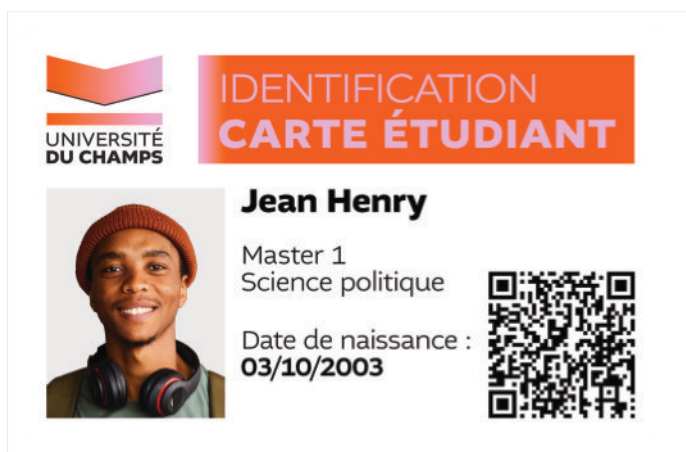 UNIVERSITÉ
DU CHAMPS
IDENTIFICATION
CARTE ÉTUDIANT
Jean Henry
Master 1
Science politique
Date de naissance :
03/10/2003